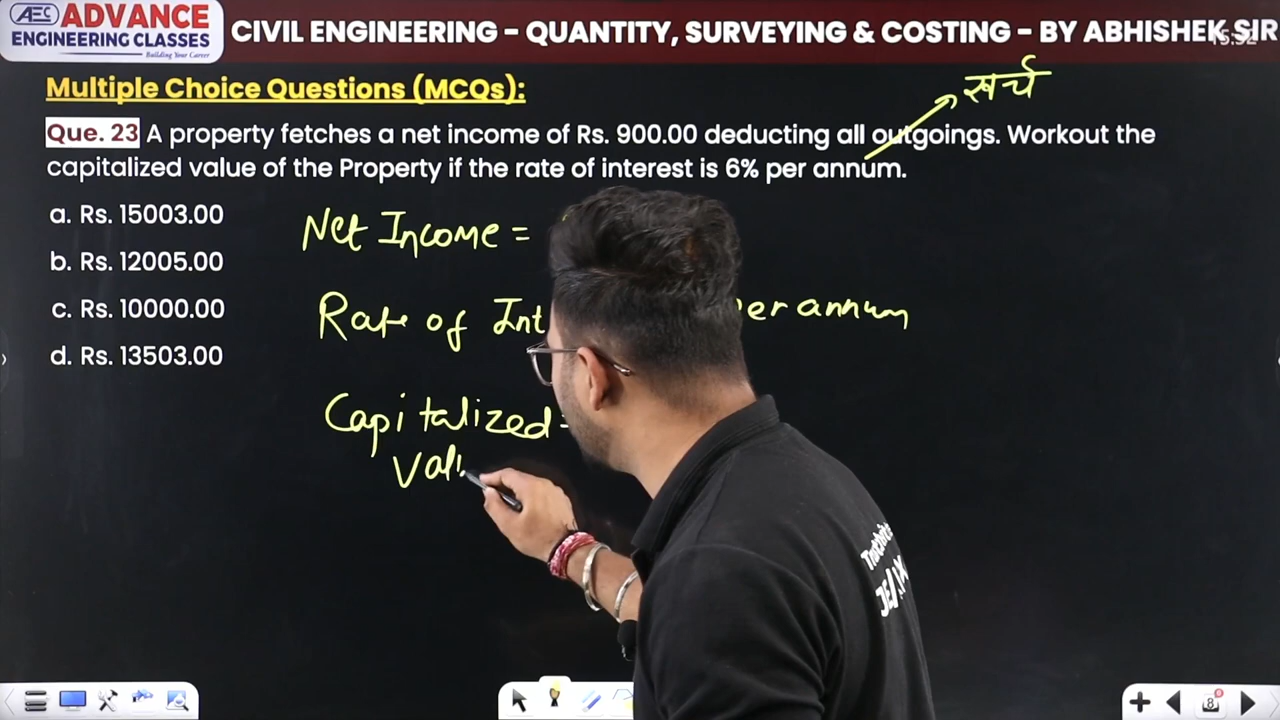 AEC ADVANCE
ENGINEERING CLASSES
Building Your Career
CIVIL ENGINEERING - QUANTITY, SURVEYING & COSTING - BY ABHISHEK SIR
Multiple Choice Questions (MCQs):
खर्च
Que. 23 A property fetches a net income of Rs. 900.00 deducting all outgoings. Workout the
capitalized value of the Property if the rate of interest is 6% per annum.
a. Rs. 15003.00
b. Rs. 12005.00
c. Rs. 10000.00
d. Rs. 13503.00
Net Income =
Rate of Int er annum
Capitalized =
Val
8